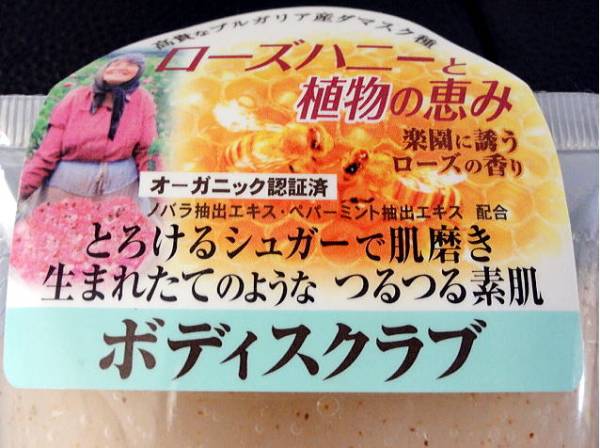 高貴なブルガリア産ダマスク種
ローズハニーと
植物の恵み
楽園に誘う
ローズの香り
オーガニック認証済
ノバラ抽出エキス・ペパーミント抽出エキス 配合
とろけるシュガーで肌磨き
生まれたてのような つるつる素肌
ボディスクラブ